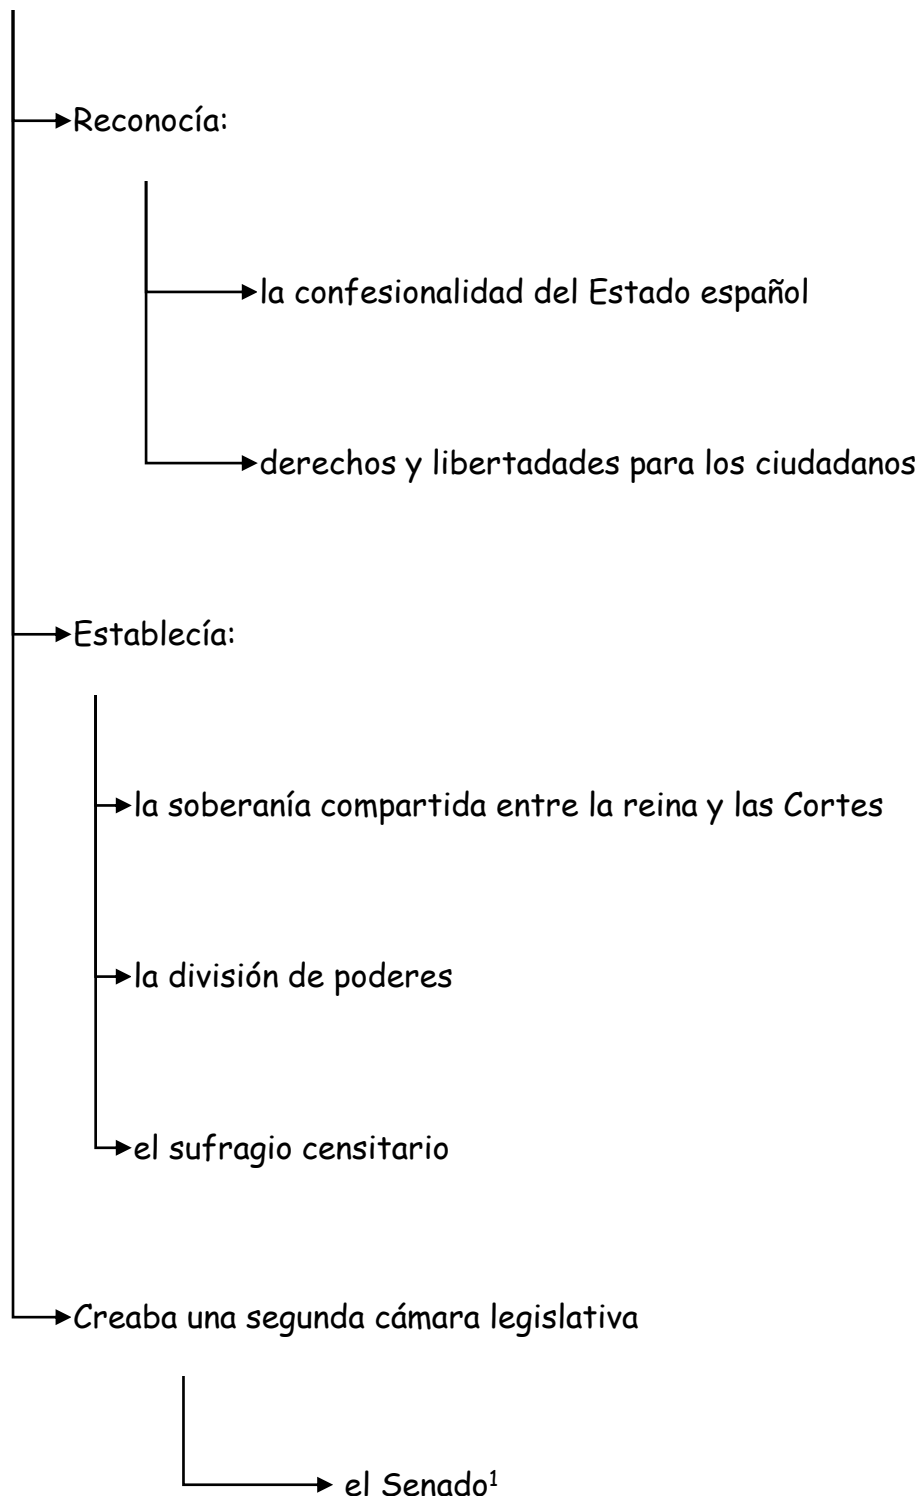 Reconocía:
la confesionalidad del Estado español
derechos y libertadades para los ciudadanos
Establecía:
la soberanía compartida entre la reina y las Cortes
la división de poderes
el sufragio censitario
Creaba una segunda cámara legislativa
el Senado¹